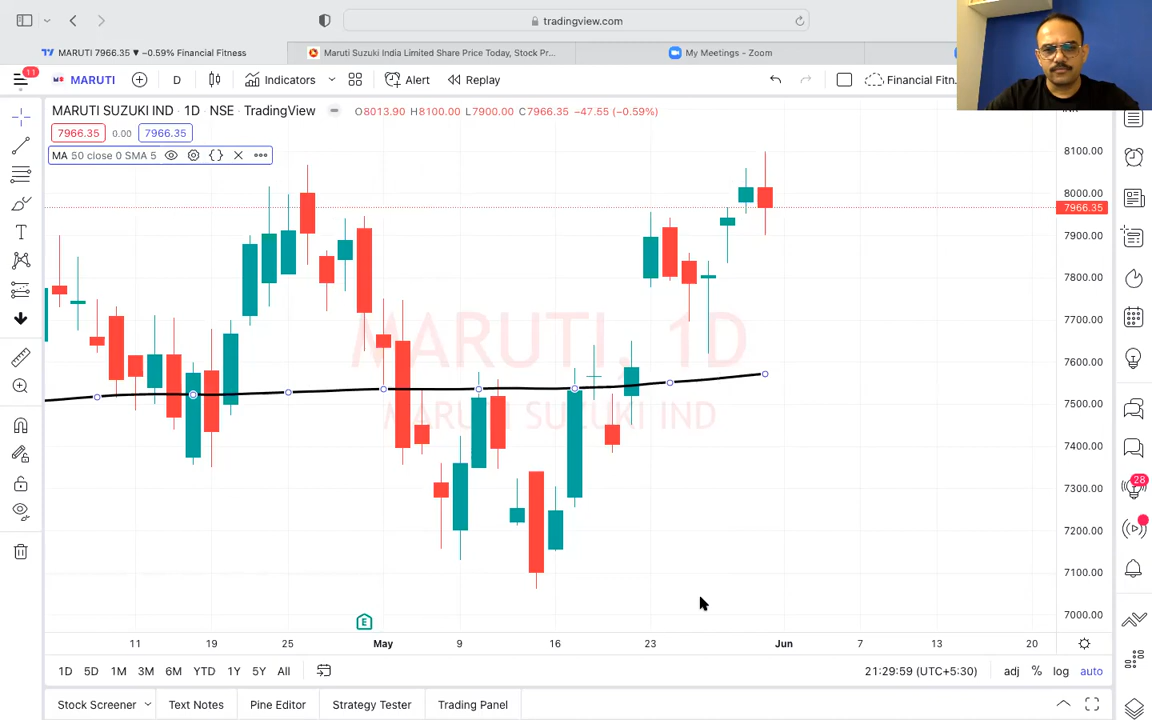 tradingview.com
MARUTI 7966.35 ▼ −0.59% Financial Fitness
Maruti Suzuki India Limited Share Price Today, Stock Pr...
My Meetings - Zoom
11
MARUTI
D
Indicators
Alert
Replay
Financial Fitn...
MARUTI SUZUKI IND · 1D · NSE · TradingView
O8013.90 H8100.00 L7900.00 C7966.35 −47.55 (−0.59%)
7966.35 0.00 7966.35
MA 50 close 0 SMA 5
8100.00
8000.00
7966.35
7900.00
7800.00
7700.00
7600.00
7500.00
7400.00
7300.00
7200.00
7100.00
7000.00
MARUTI, 1D
MARUTI SUZUKI IND
28
E
11 19 25 May 9 16 23 Jun 7 13 20
1D 5D 1M 3M 6M YTD 1Y 5Y All
21:29:59 (UTC+5:30)
adj % log auto
Stock Screener
Text Notes
Pine Editor
Strategy Tester
Trading Panel